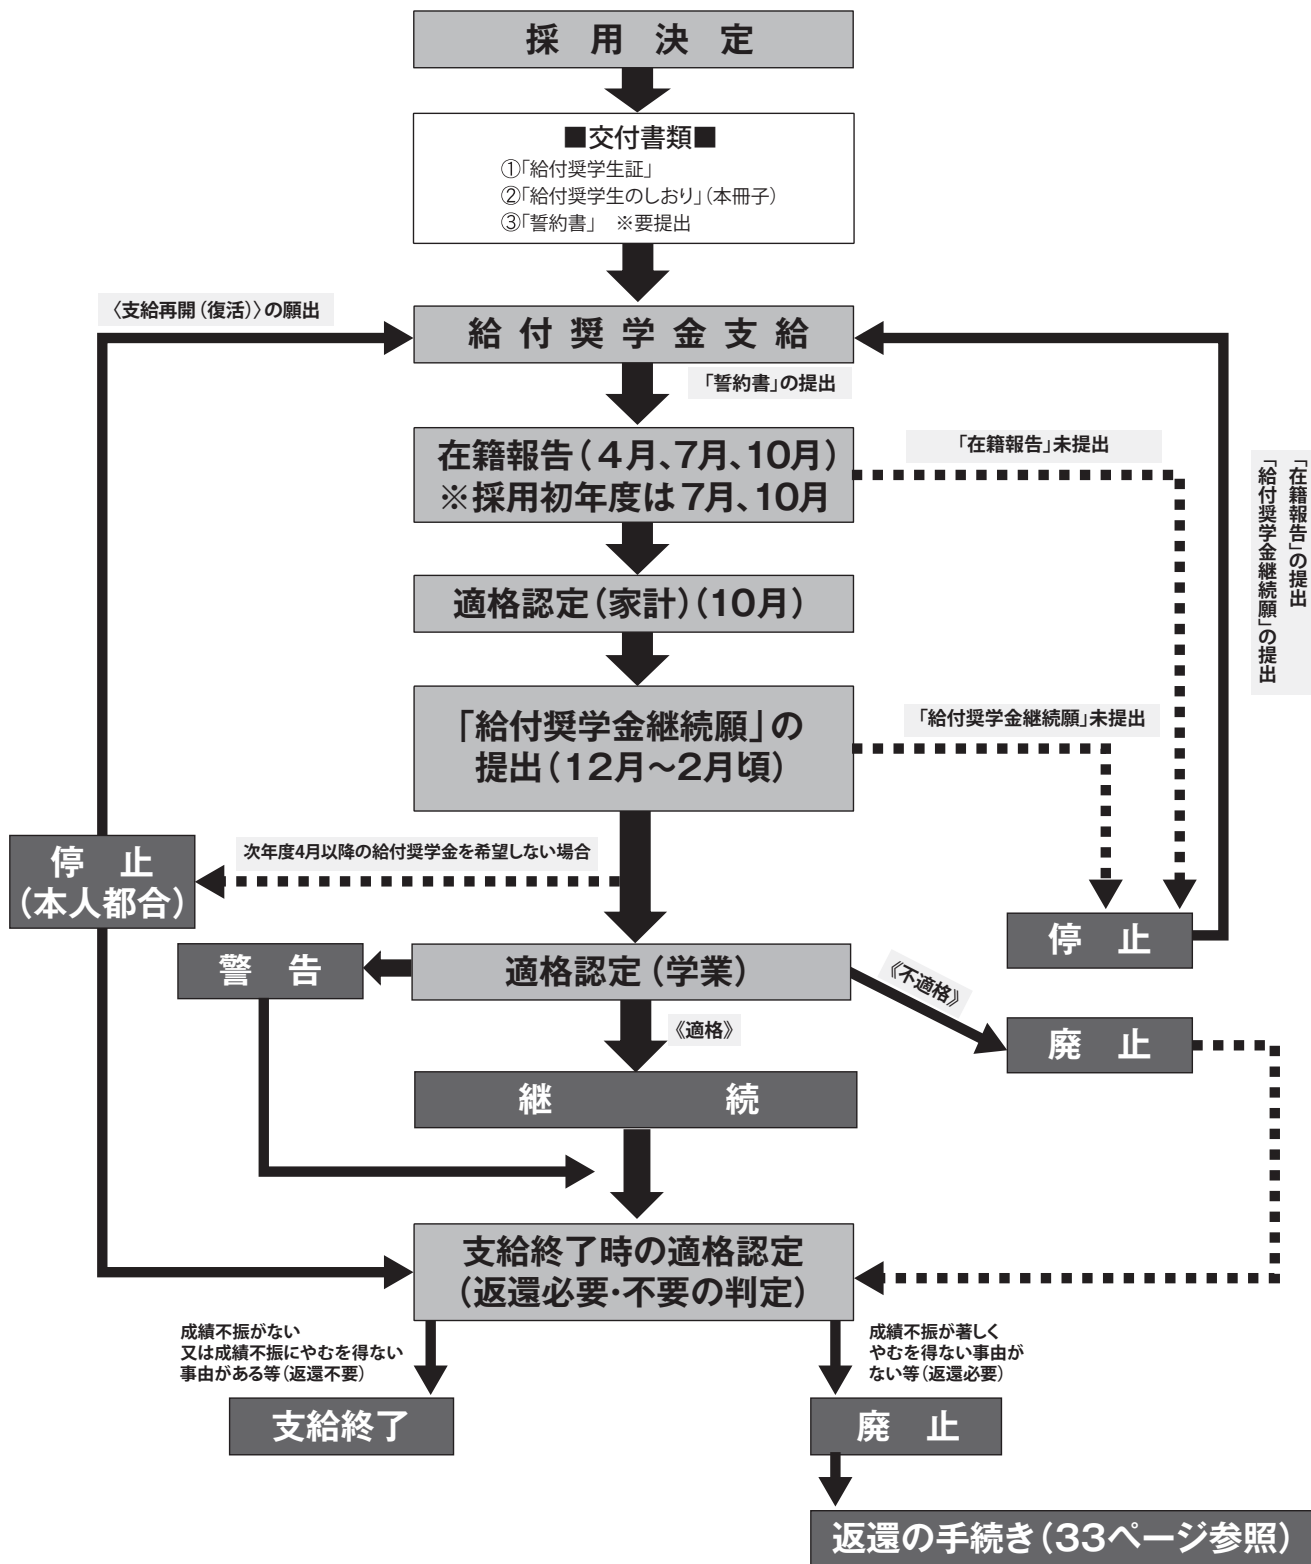 採用決定
■交付書類■
①「給付奨学生証」
②「給付奨学生のしおり」(本冊子)
③「誓約書」 ※要提出
〈支給再開(復活)〉の願出
給付奨学金支給
「誓約書」の提出
在籍報告(4月、7月、10月)
※採用初年度は7月、10月
「在籍報告」未提出
「在籍報告」の提出
「給付奨学金継続願」の提出
適格認定(家計)(10月)
「給付奨学金継続願」の
提出(12月～2月頃)
「給付奨学金継続願」未提出
停止
(本人都合)
次年度4月以降の給付奨学金を希望しない場合
停止
警告
適格認定(学業)
《不適格》
《適格》
廃止
継続
支給終了時の適格認定
(返還必要・不要の判定)
成績不振がない
又は成績不振にやむを得ない
事由がある等(返還不要)
成績不振が著しく
やむを得ない事由が
ない等(返還必要)
支給終了
廃止
返還の手続き(33ページ参照)